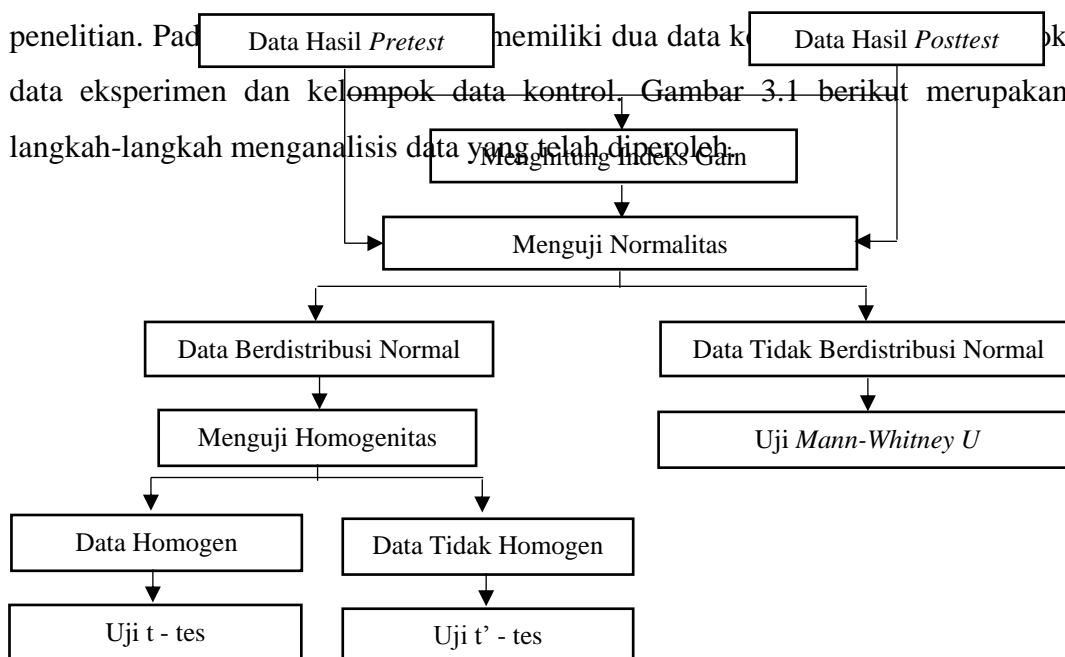 penelitian. Pad
Data Hasil Pretest
memiliki dua data
Data Hasil Posttest
ok
data eksperimen dan kelompok data kontrol. Gambar 3.1 berikut merupakan
langkah-langkah menganalisis data yang telah diperoleh.
Menghitung Indeks Gain
Menguji Normalitas
Data Berdistribusi Normal
Data Tidak Berdistribusi Normal
Menguji Homogenitas
Uji Mann-Whitney U
Data Homogen
Data Tidak Homogen
Uji t - tes
Uji t’ - tes